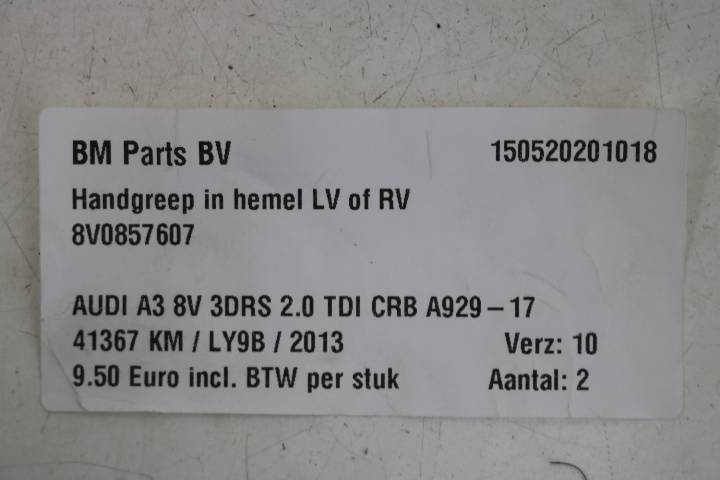 BM Parts BV 150520201018
Handgreep in hemel LV of RV
8V0857607
AUDI A3 8V 3DRS 2.0 TDI CRB A929-17
41367 KM / LY9B / 2013 Verz: 10
9.50 Euro incl. BTW per stuk Aantal: 2